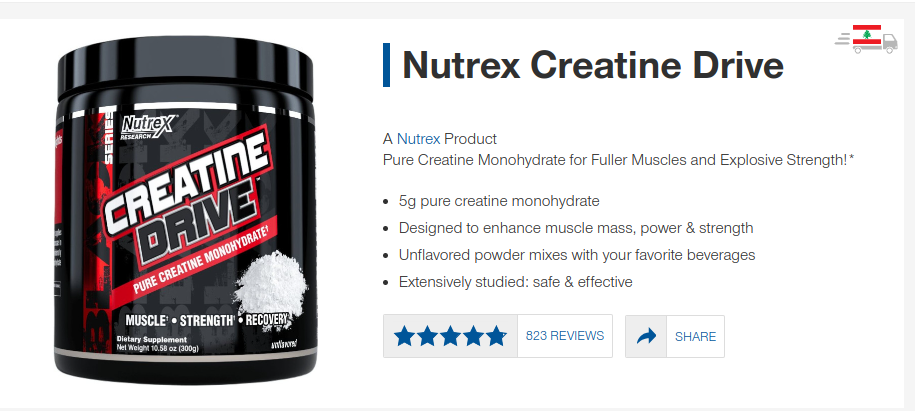 Nutrex Creatine Drive
A Nutrex Product
Pure Creatine Monohydrate for Fuller Muscles and Explosive Strength!*
5g pure creatine monohydrate
Designed to enhance muscle mass, power & strength
Unflavored powder mixes with your favorite beverages
Extensively studied: safe & effective
823 REVIEWS
SHARE
SERIES
Nutrex
RESEARCH
CREATINE
DRIVE
PURE CREATINE MONOHYDRATE†
MUSCLE† • STRENGTH† • RECOVERY†
Dietary Supplement
Net Weight 10.58 oz (300g)
unflavored